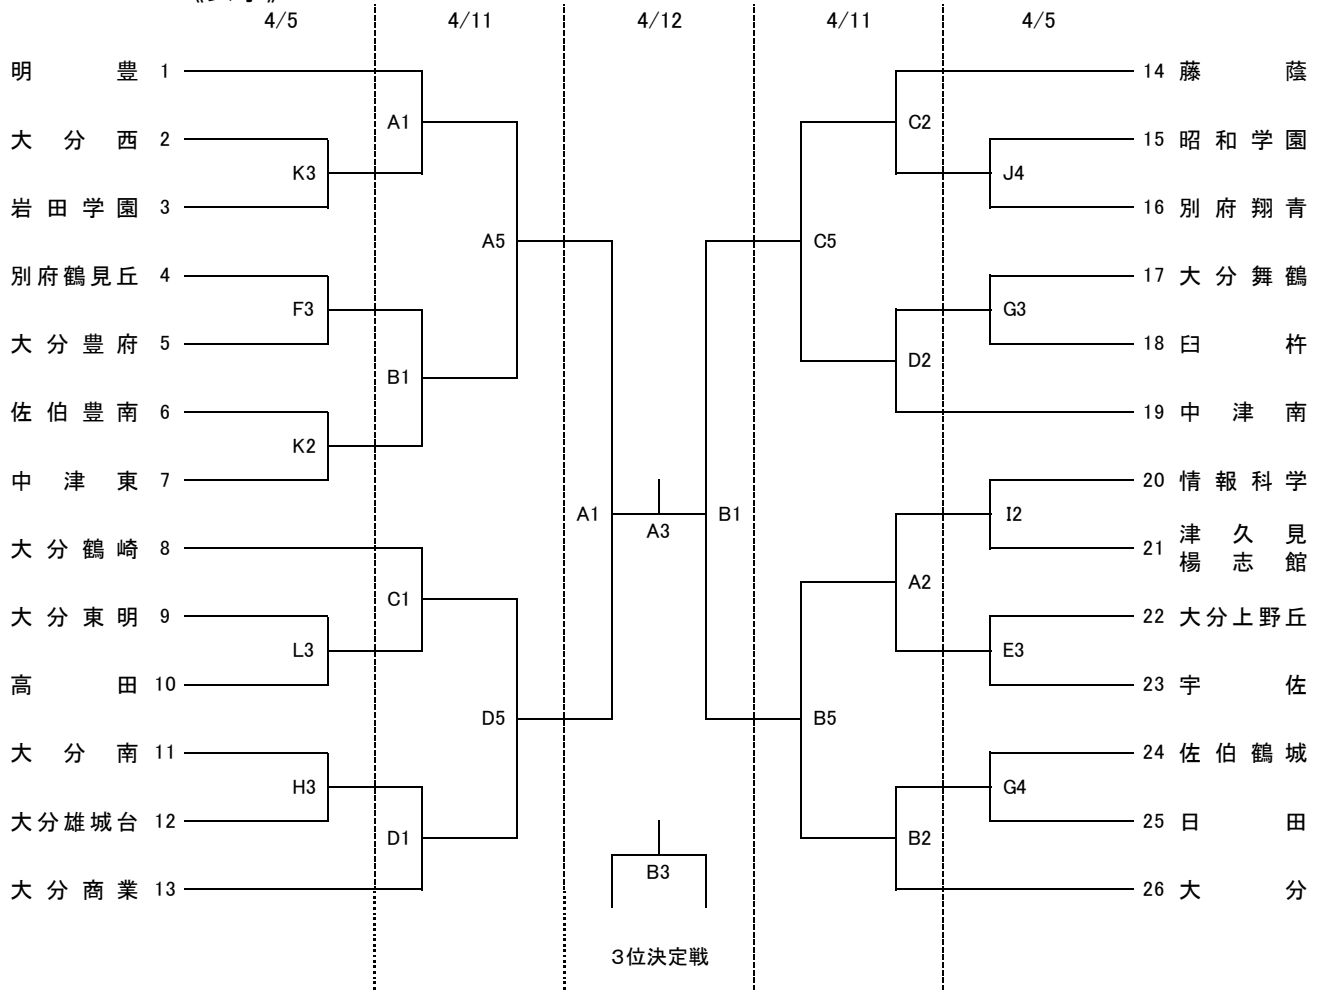 4/5 4/11 4/12 4/11 4/5
明豊 1
A1
大分西 2
K3
岩田学園 3
A5
別府鶴見丘 4
F3
大分豊府 5
B1
佐伯豊南 6
K2
中津東 7
A1
大分鶴崎 8
C1
大分東明 9
L3
高田 10
D5
大分南 11
H3
大分雄城台 12
D1
大分商業 13
A3
B3
3位決定戦
14 藤蔭
C2
15 昭和学園
J4
16 別府翔青
C5
17 大分舞鶴
G3
18 臼杵
D2
19 中津南
B1
20 情報科学
I2
21 津久見
楊志館
A2
22 大分上野丘
E3
23 宇佐
B5
24 佐伯鶴城
G4
25 日田
B2
26 大分